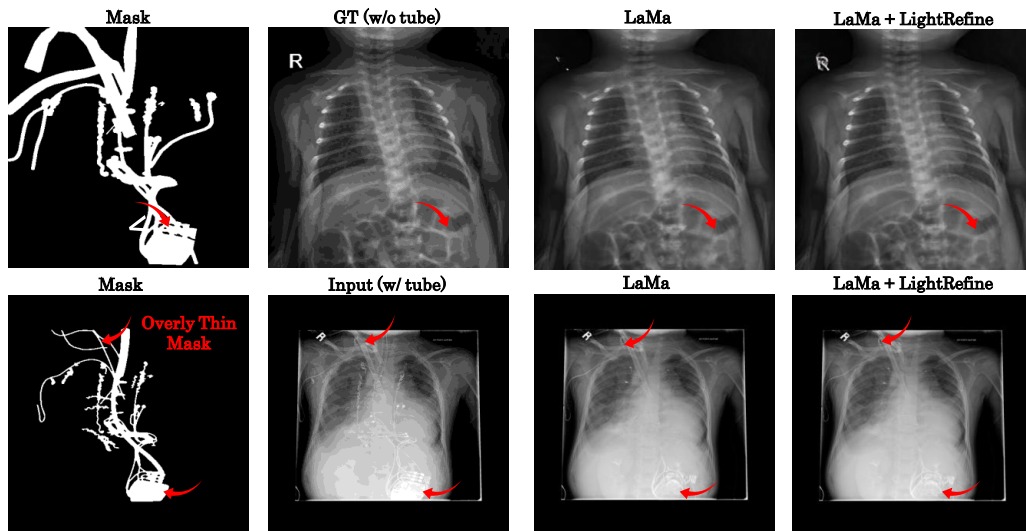 Mask
GT (w/o tube)
LaMa
LaMa + LightRefine
R
R
Mask
Input (w/ tube)
LaMa
LaMa + LightRefine
Overly Thin
Mask
R
R
R